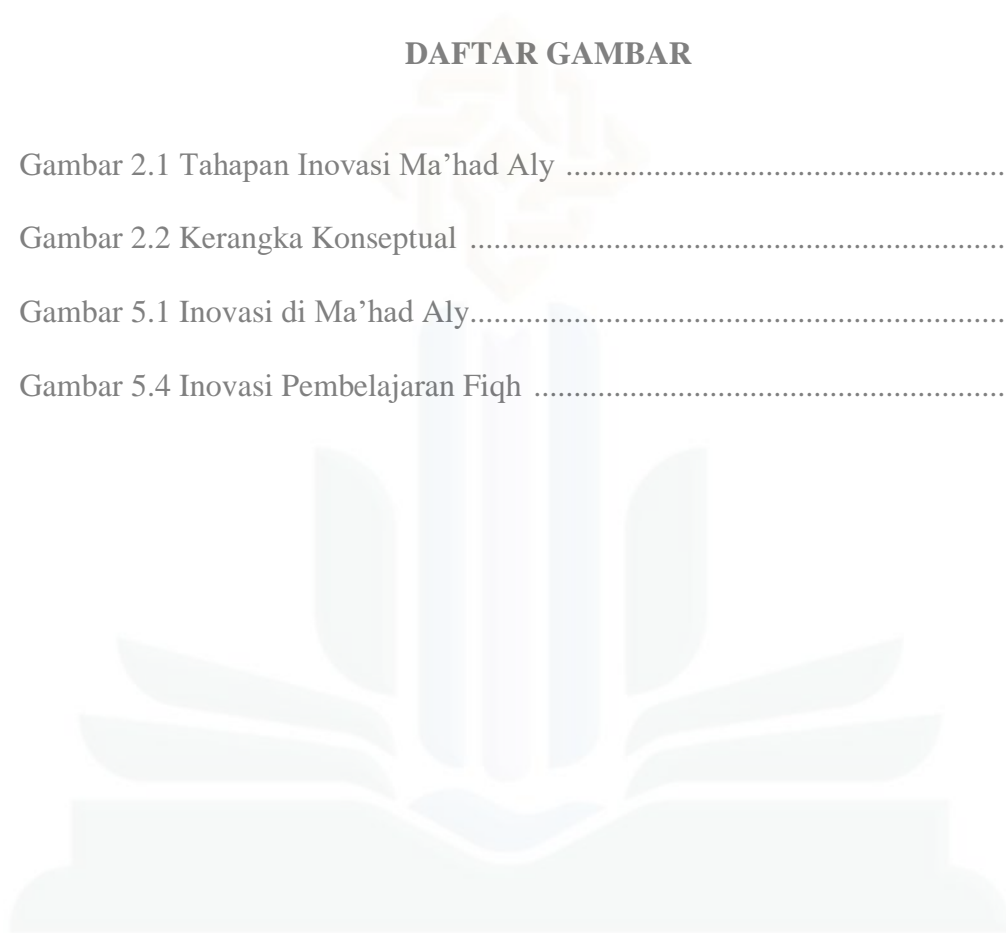 DAFTAR GAMBAR
Gambar 2.1 Tahapan Inovasi Ma’had Aly .......................................................
Gambar 2.2 Kerangka Konseptual ...................................................................
Gambar 5.1 Inovasi di Ma’had Aly...................................................................
Gambar 5.4 Inovasi Pembelajaran Fiqh ...........................................................